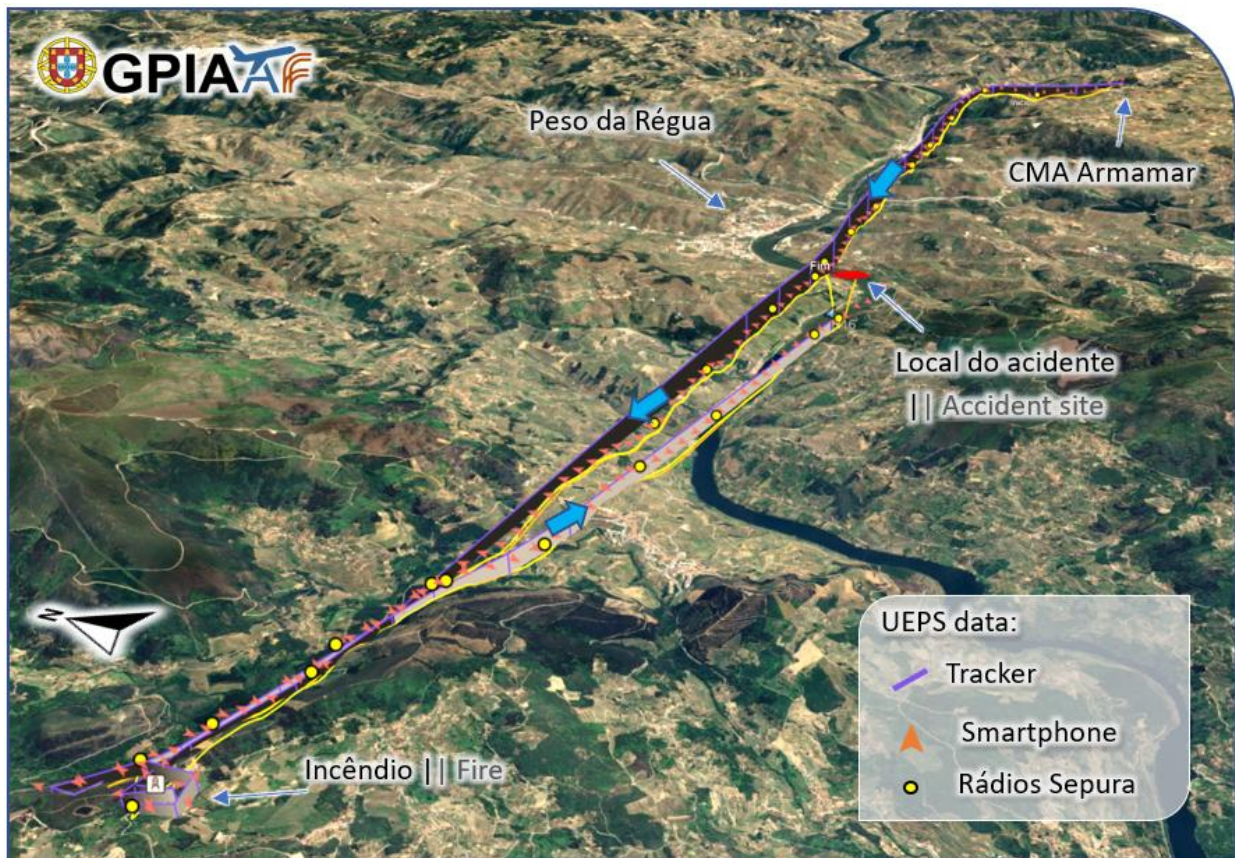 GPIAAF
Peso da Régua
CMA Armamar
Fim
Local do acidente
|| Accident site
N
UEPS data:
Tracker
Smartphone
Rádios Sepura
Incêndio || Fire